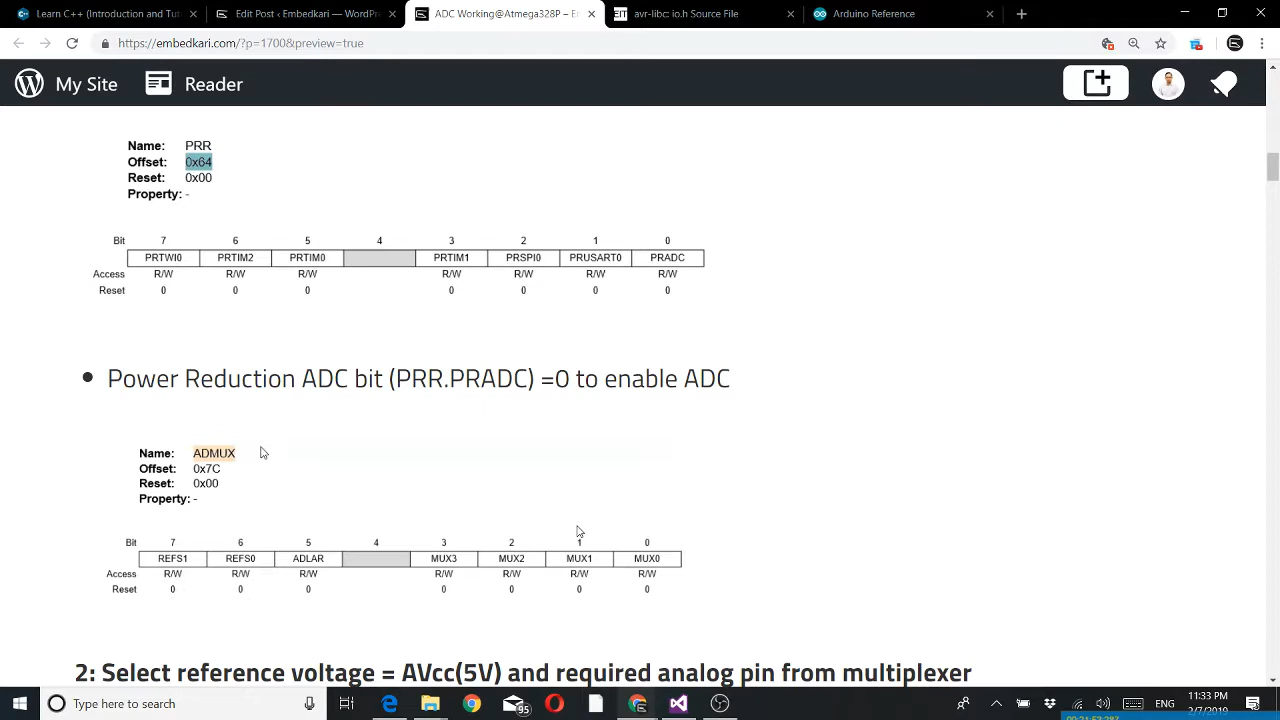 Learn C++ (Introduction and Tut
Edit Post ‹ Embedkari — WordPr
ADC Working@Atmega328P – En
avr-libc: io.h Source File
Arduino Reference
https://embedkari.com/?p=1700&preview=true
My Site
Reader
Name: PRR
Offset: 0x64
Reset: 0x00
Property: -
Bit 7 6 5 4 3 2 1 0
PRTWI0 PRTIM2 PRTIM0 PRTIM1 PRSPI0 PRUSART0 PRADC
Access R/W R/W R/W R/W R/W R/W R/W
Reset 0 0 0 0 0 0 0
• Power Reduction ADC bit (PRR.PRADC) =0 to enable ADC
Name: ADMUX
Offset: 0x7C
Reset: 0x00
Property: -
Bit 7 6 5 4 3 2 1 0
REFS1 REFS0 ADLAR MUX3 MUX2 MUX1 MUX0
Access R/W R/W R/W R/W R/W R/W R/W
Reset 0 0 0 0 0 0 0
2: Select reference voltage = AVcc(5V) and required analog pin from multiplexer
Type here to search
95
ENG
11:33 PM